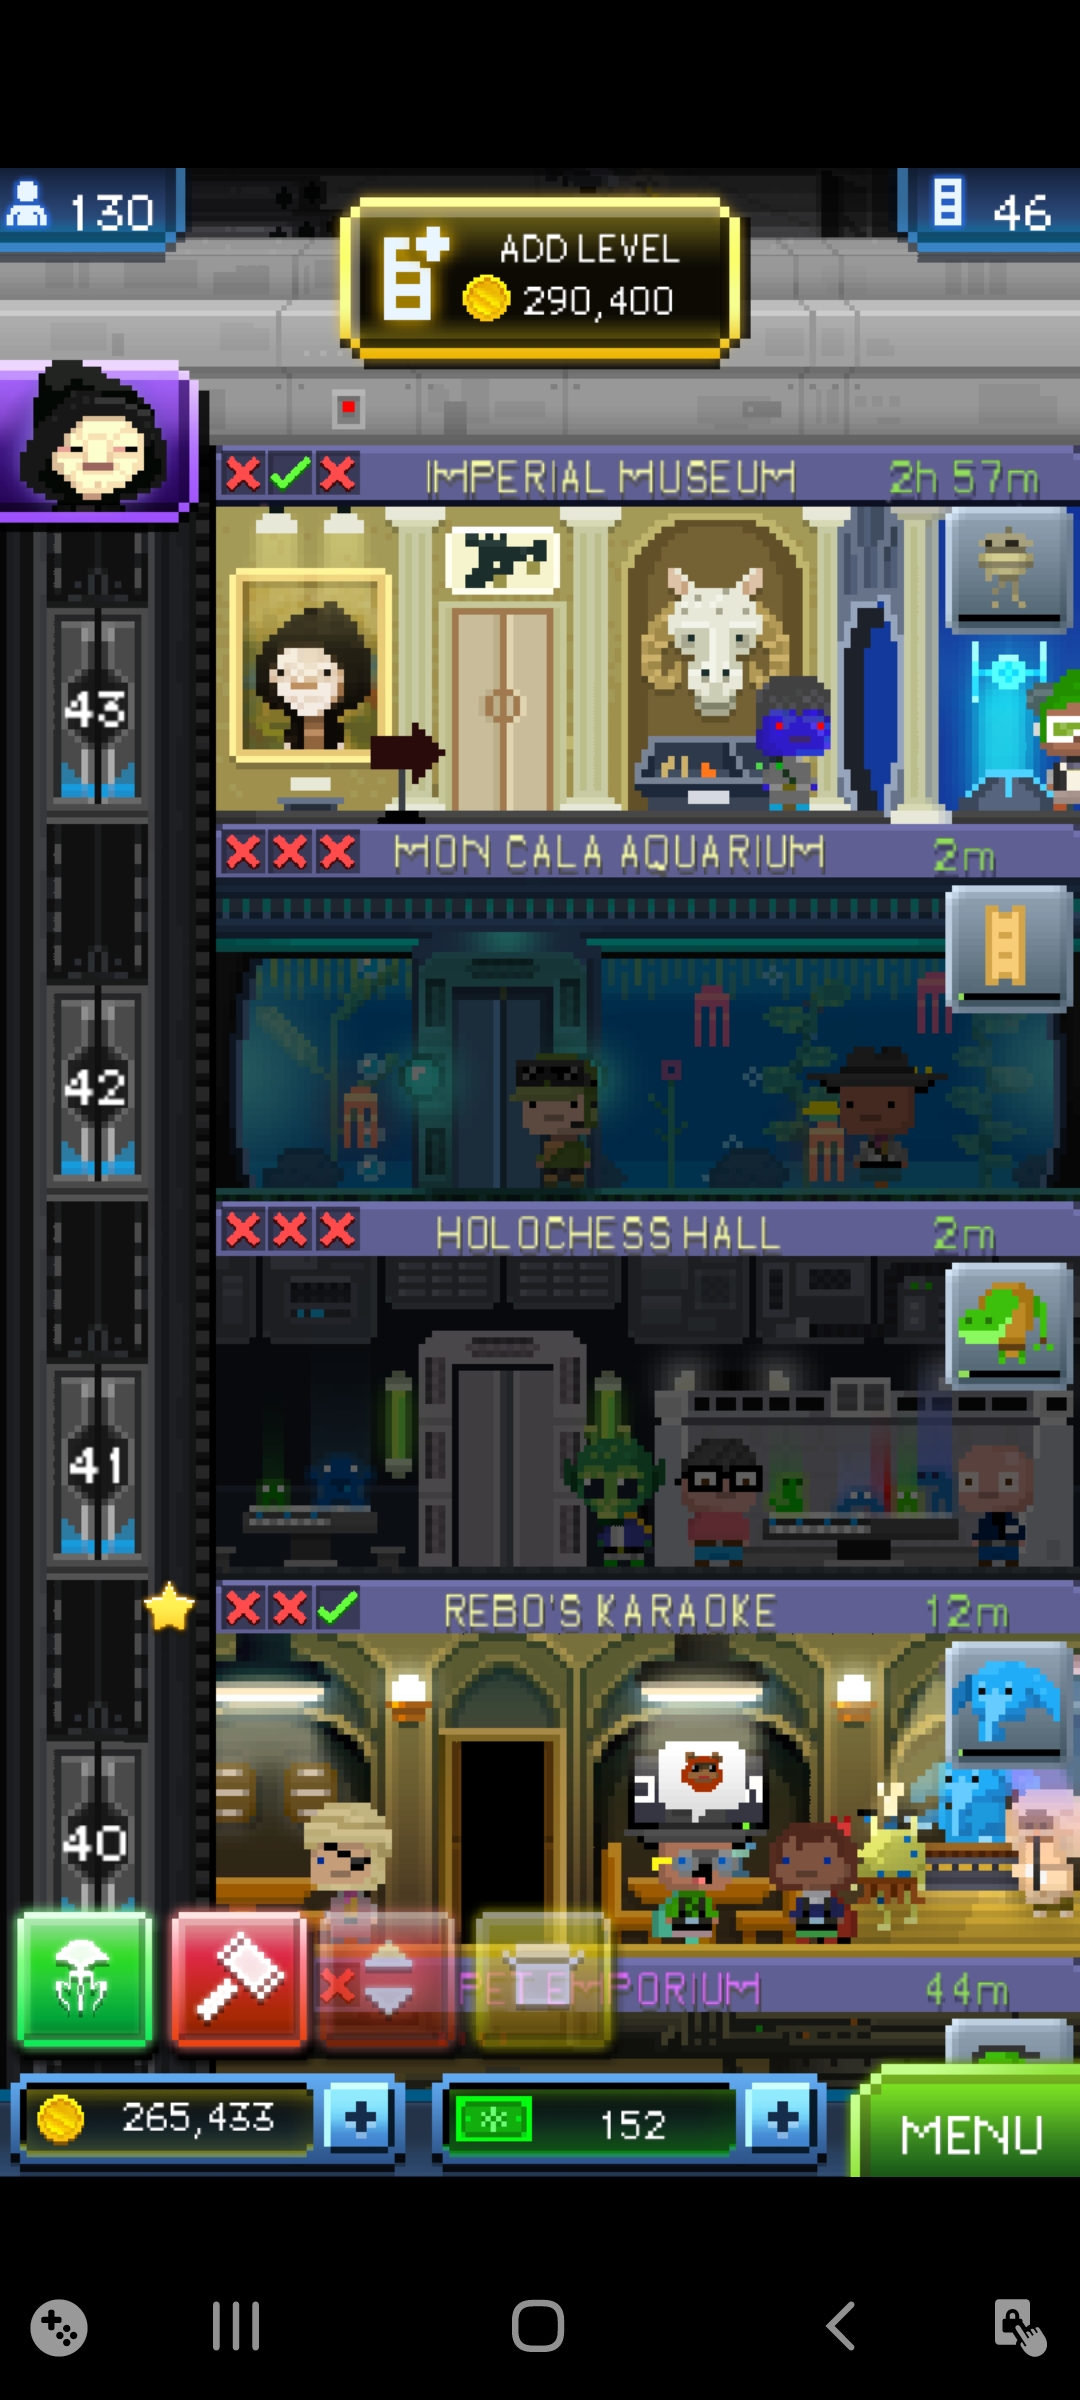 130
ADD LEVEL
290,400
46
IMPERIAL MUSEUM 2h 57m
43
MON CALA AQUARIUM 2m
42
HOLOCHESS HALL 2m
41
REBO'S KARAOKE 12m
40
PET EMPORIUM 44m
265,433
152
MENU